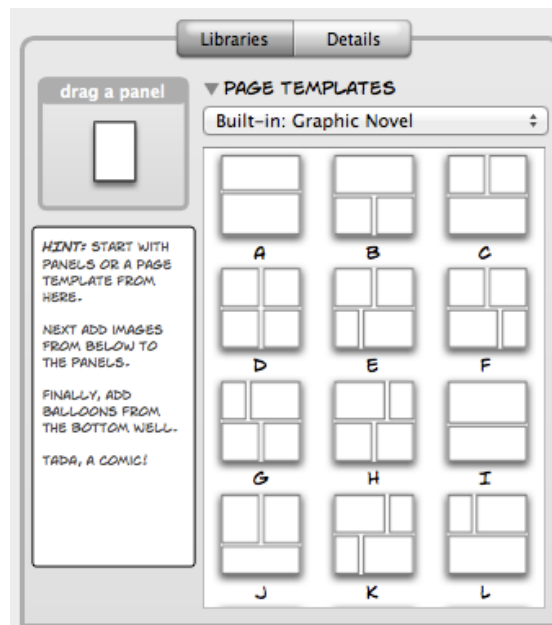 Libraries
Details
drag a panel
PAGE TEMPLATES
Built-in: Graphic Novel
HINT: START WITH
PANELS OR A PAGE
TEMPLATE FROM
HERE.
NEXT ADD IMAGES
FROM BELOW TO
THE PANELS.
FINALLY, ADD
BALLOONS FROM
THE BOTTOM WELL.
TADA, A COMIC!
A
B
C
D
E
F
G
H
I
J
K
L